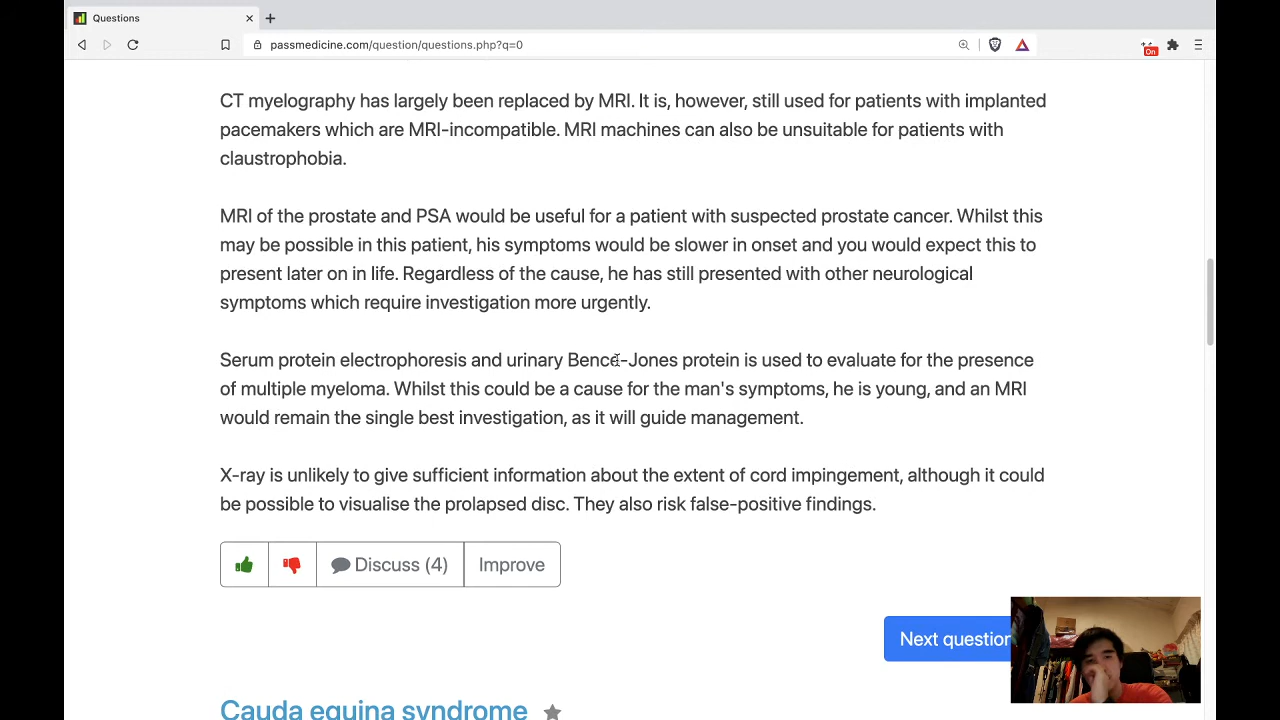 Questions
passmedicine.com/question/questions.php?q=0
On
CT myelography has largely been replaced by MRI. It is, however, still used for patients with implanted
pacemakers which are MRI-incompatible. MRI machines can also be unsuitable for patients with
claustrophobia.
MRI of the prostate and PSA would be useful for a patient with suspected prostate cancer. Whilst this
may be possible in this patient, his symptoms would be slower in onset and you would expect this to
present later on in life. Regardless of the cause, he has still presented with other neurological
symptoms which require investigation more urgently.
Serum protein electrophoresis and urinary Bence-Jones protein is used to evaluate for the presence
of multiple myeloma. Whilst this could be a cause for the man's symptoms, he is young, and an MRI
would remain the single best investigation, as it will guide management.
X-ray is unlikely to give sufficient information about the extent of cord impingement, although it could
be possible to visualise the prolapsed disc. They also risk false-positive findings.
Discuss (4) Improve
Next question
Cauda equina syndrome